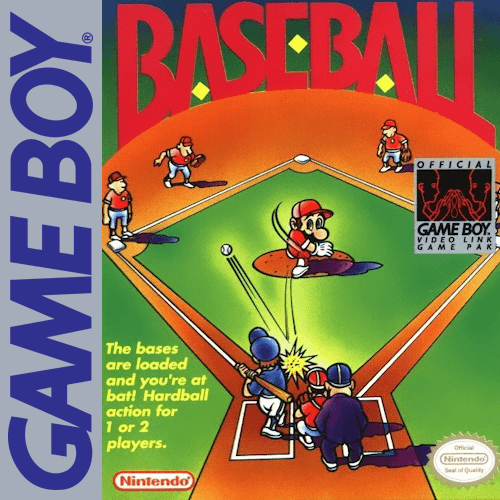 BASEBALL
GAME BOY®
OFFICIAL
GAME BOY.
VIDEO LINK
GAME PAK
The bases
are loaded
and you're at
bat! Hardball
action for
1 or 2
players.
Nintendo®
Official
Nintendo
Seal of Quality